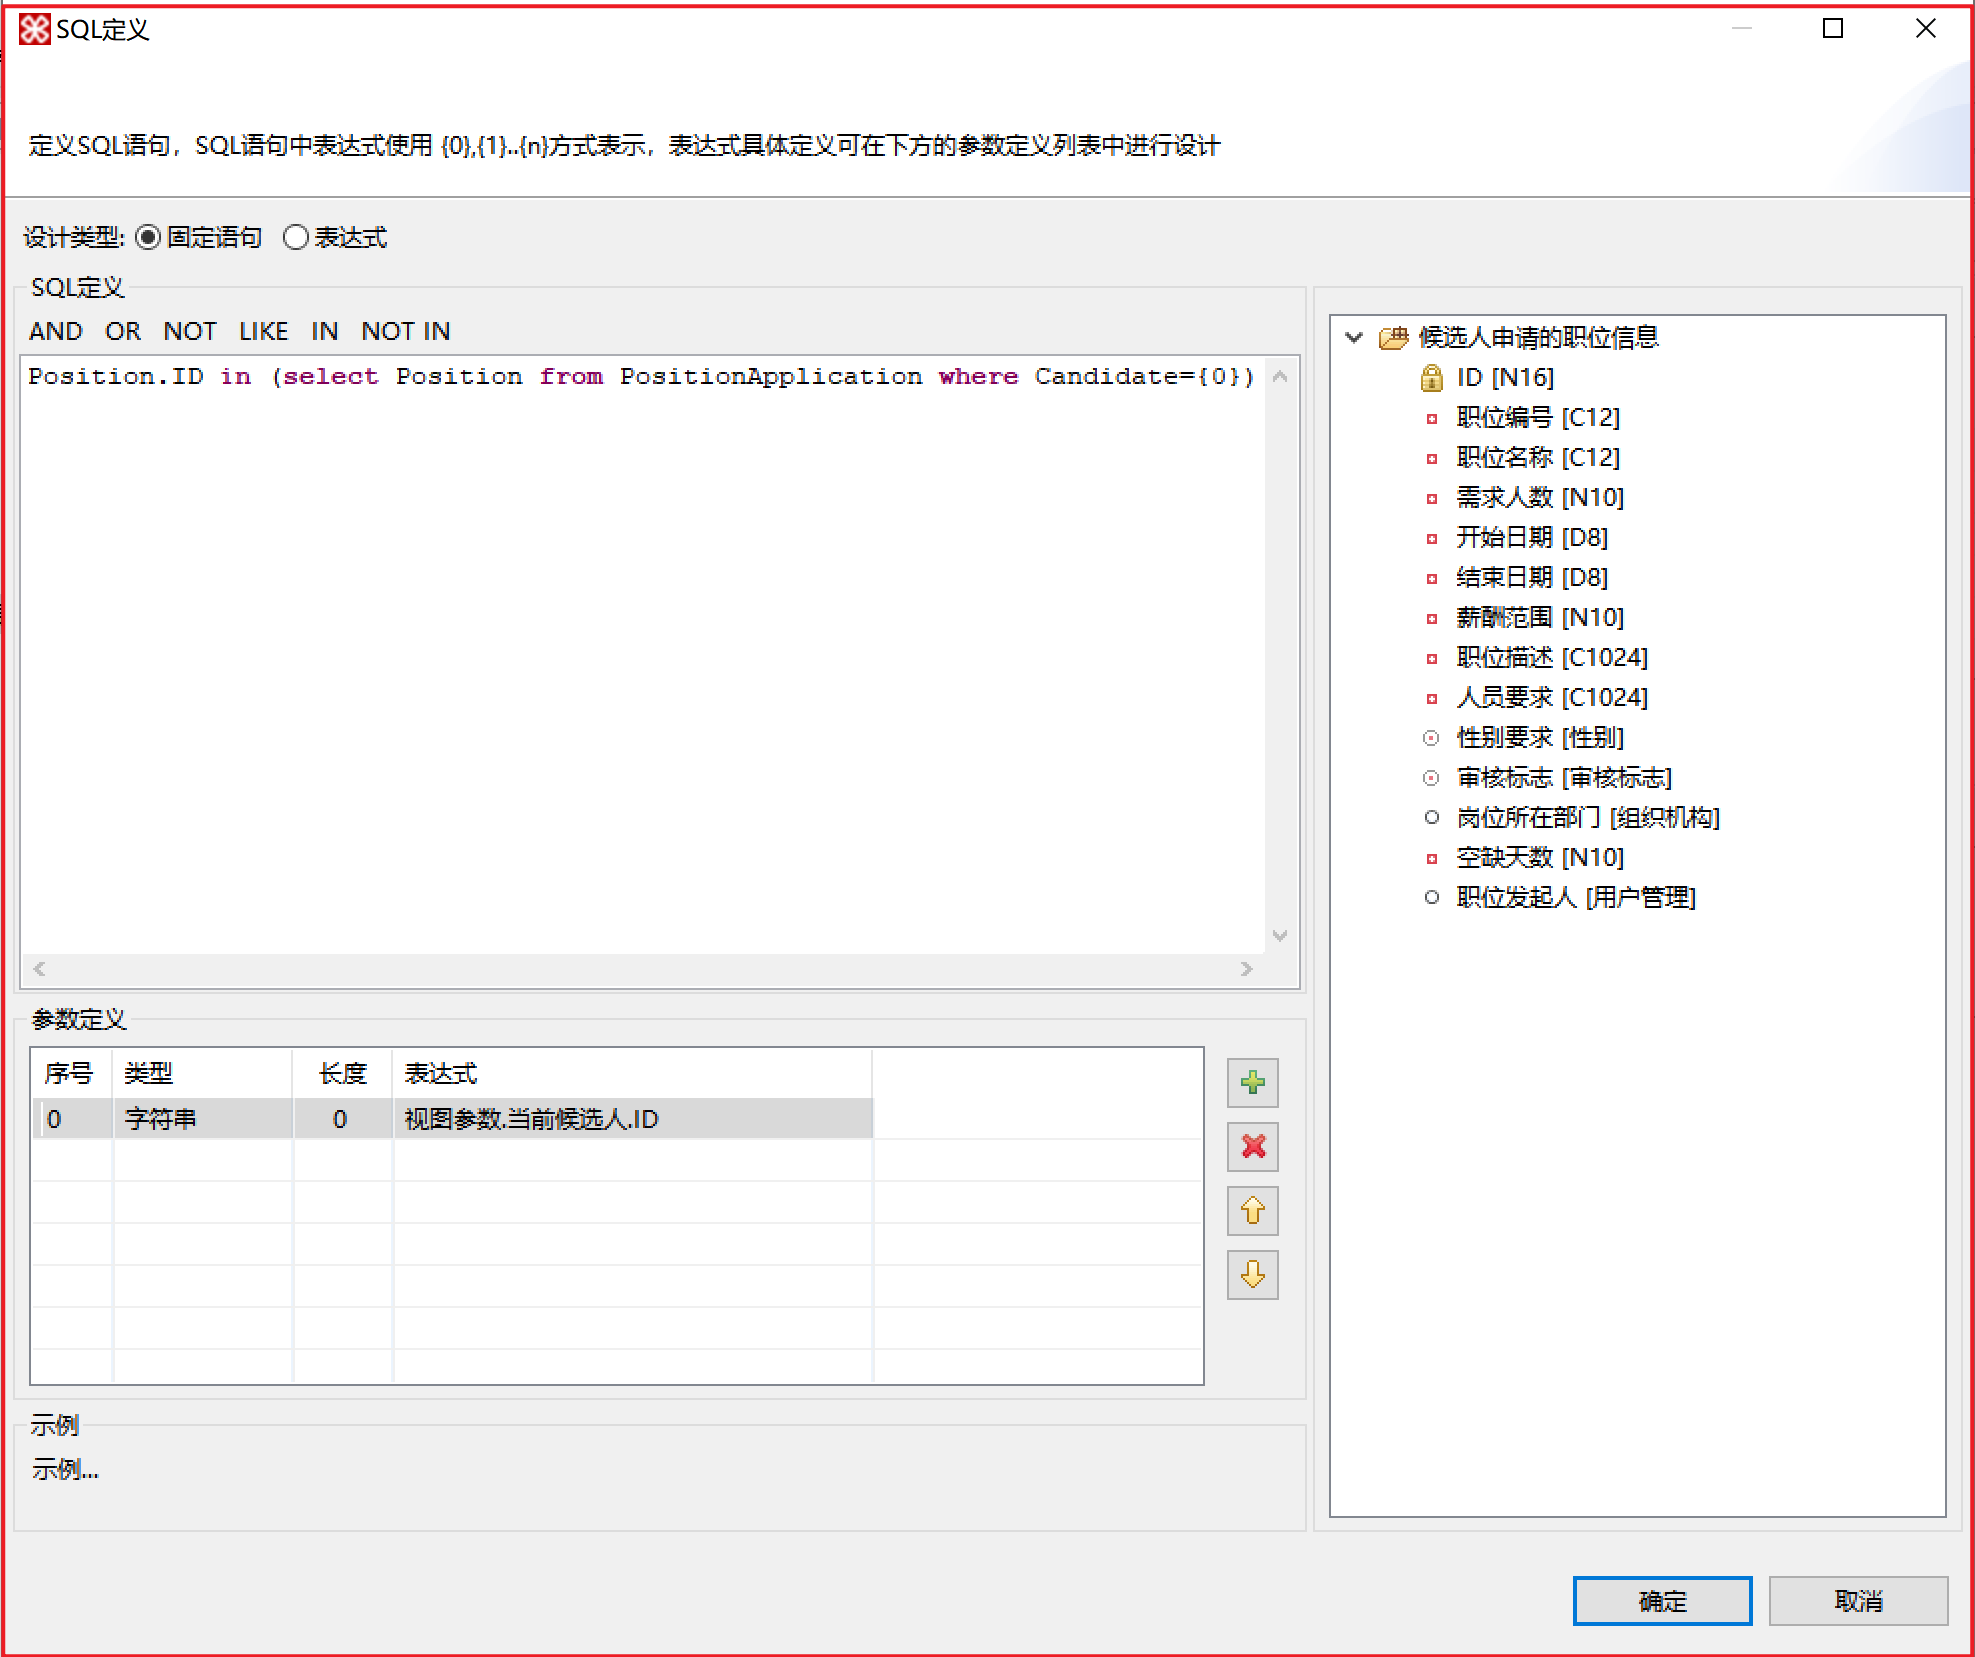 SQL定义
定义SQL语句，SQL语句中表达式使用 {0},{1}..{n}方式表示，表达式具体定义可在下方的参数定义列表中进行设计
设计类型: 固定语句 表达式
SQL定义
AND OR NOT LIKE IN NOT IN
Position.ID in (select Position from PositionApplication where Candidate={0})
参数定义
序号 类型 长度 表达式
0 字符串 0 视图参数.当前候选人.ID
示例
示例...
候选人申请的职位信息
ID [N16]
职位编号 [C12]
职位名称 [C12]
需求人数 [N10]
开始日期 [D8]
结束日期 [D8]
薪酬范围 [N10]
职位描述 [C1024]
人员要求 [C1024]
性别要求 [性别]
审核标志 [审核标志]
岗位所在部门 [组织机构]
空缺天数 [N10]
职位发起人 [用户管理]
确定 取消